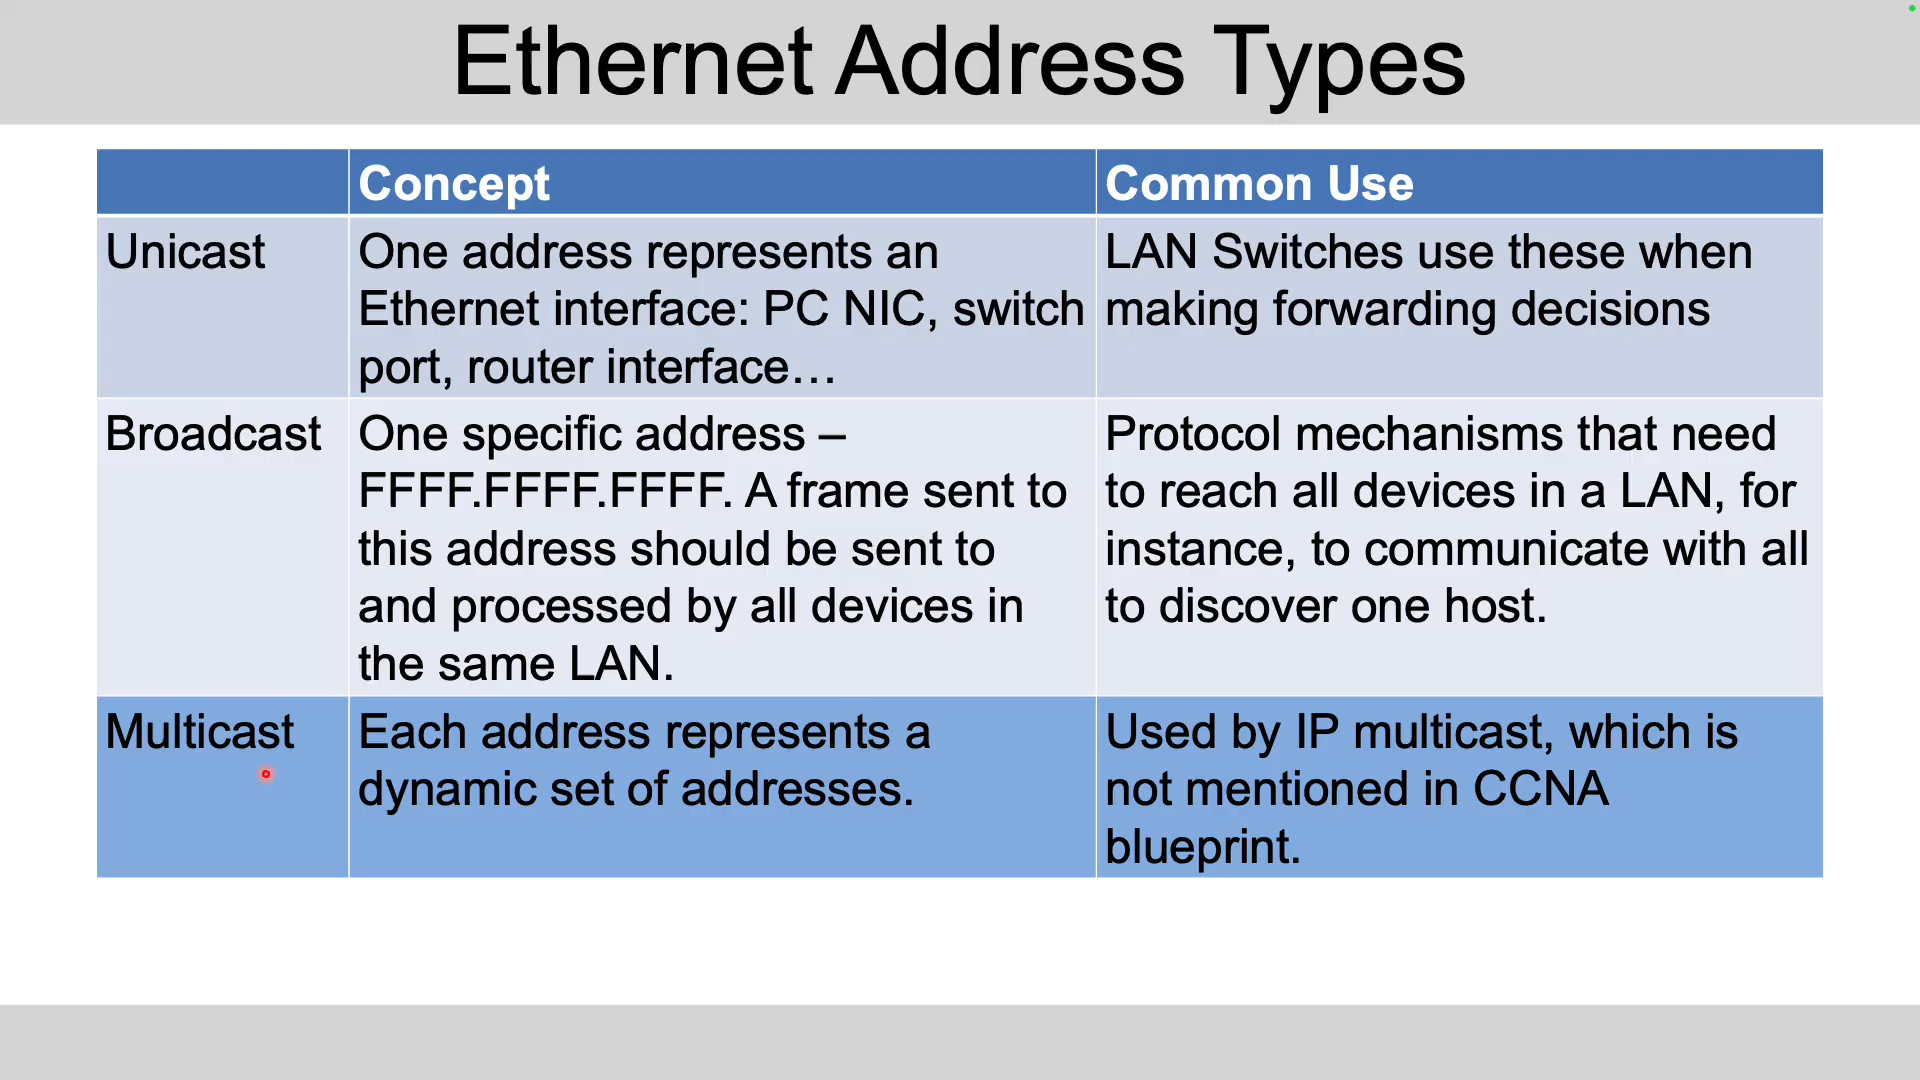 Ethernet Address Types
Concept
Common Use
Unicast
One address represents an
Ethernet interface: PC NIC, switch
port, router interface…
LAN Switches use these when
making forwarding decisions
Broadcast
One specific address –
FFFF.FFFF.FFFF. A frame sent to
this address should be sent to
and processed by all devices in
the same LAN.
Protocol mechanisms that need
to reach all devices in a LAN, for
instance, to communicate with all
to discover one host.
Multicast
Each address represents a
dynamic set of addresses.
Used by IP multicast, which is
not mentioned in CCNA
blueprint.